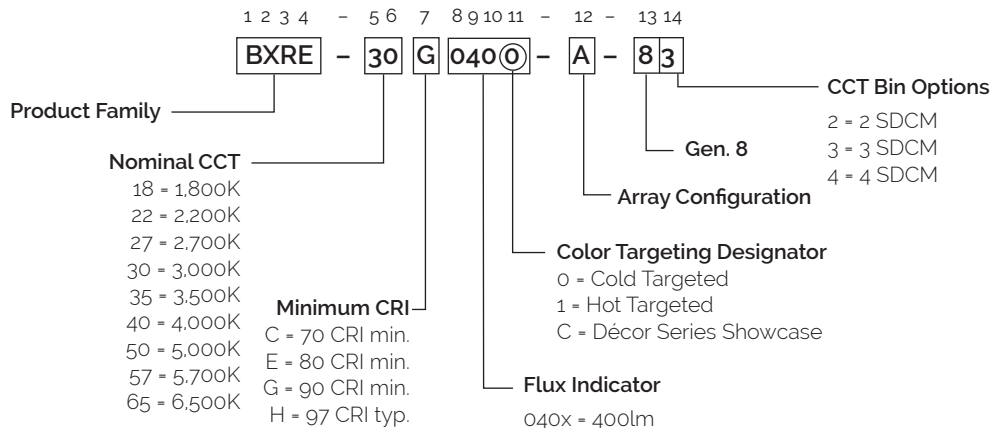 1 2 3 4 – 5 6 7 8 9 10 11 – 12 – 13 14
BXRE – 30 G 040 0 – A – 8 3
Product Family
Nominal CCT
18 = 1,800K
22 = 2,200K
27 = 2,700K
30 = 3,000K
35 = 3,500K
40 = 4,000K
50 = 5,000K
57 = 5,700K
65 = 6,500K
Minimum CRI
C = 70 CRI min.
E = 80 CRI min.
G = 90 CRI min.
H = 97 CRI typ.
Flux Indicator
040x = 400lm
Color Targeting Designator
0 = Cold Targeted
1 = Hot Targeted
C = Décor Series Showcase
Array Configuration
Gen. 8
CCT Bin Options
2 = 2 SDCM
3 = 3 SDCM
4 = 4 SDCM